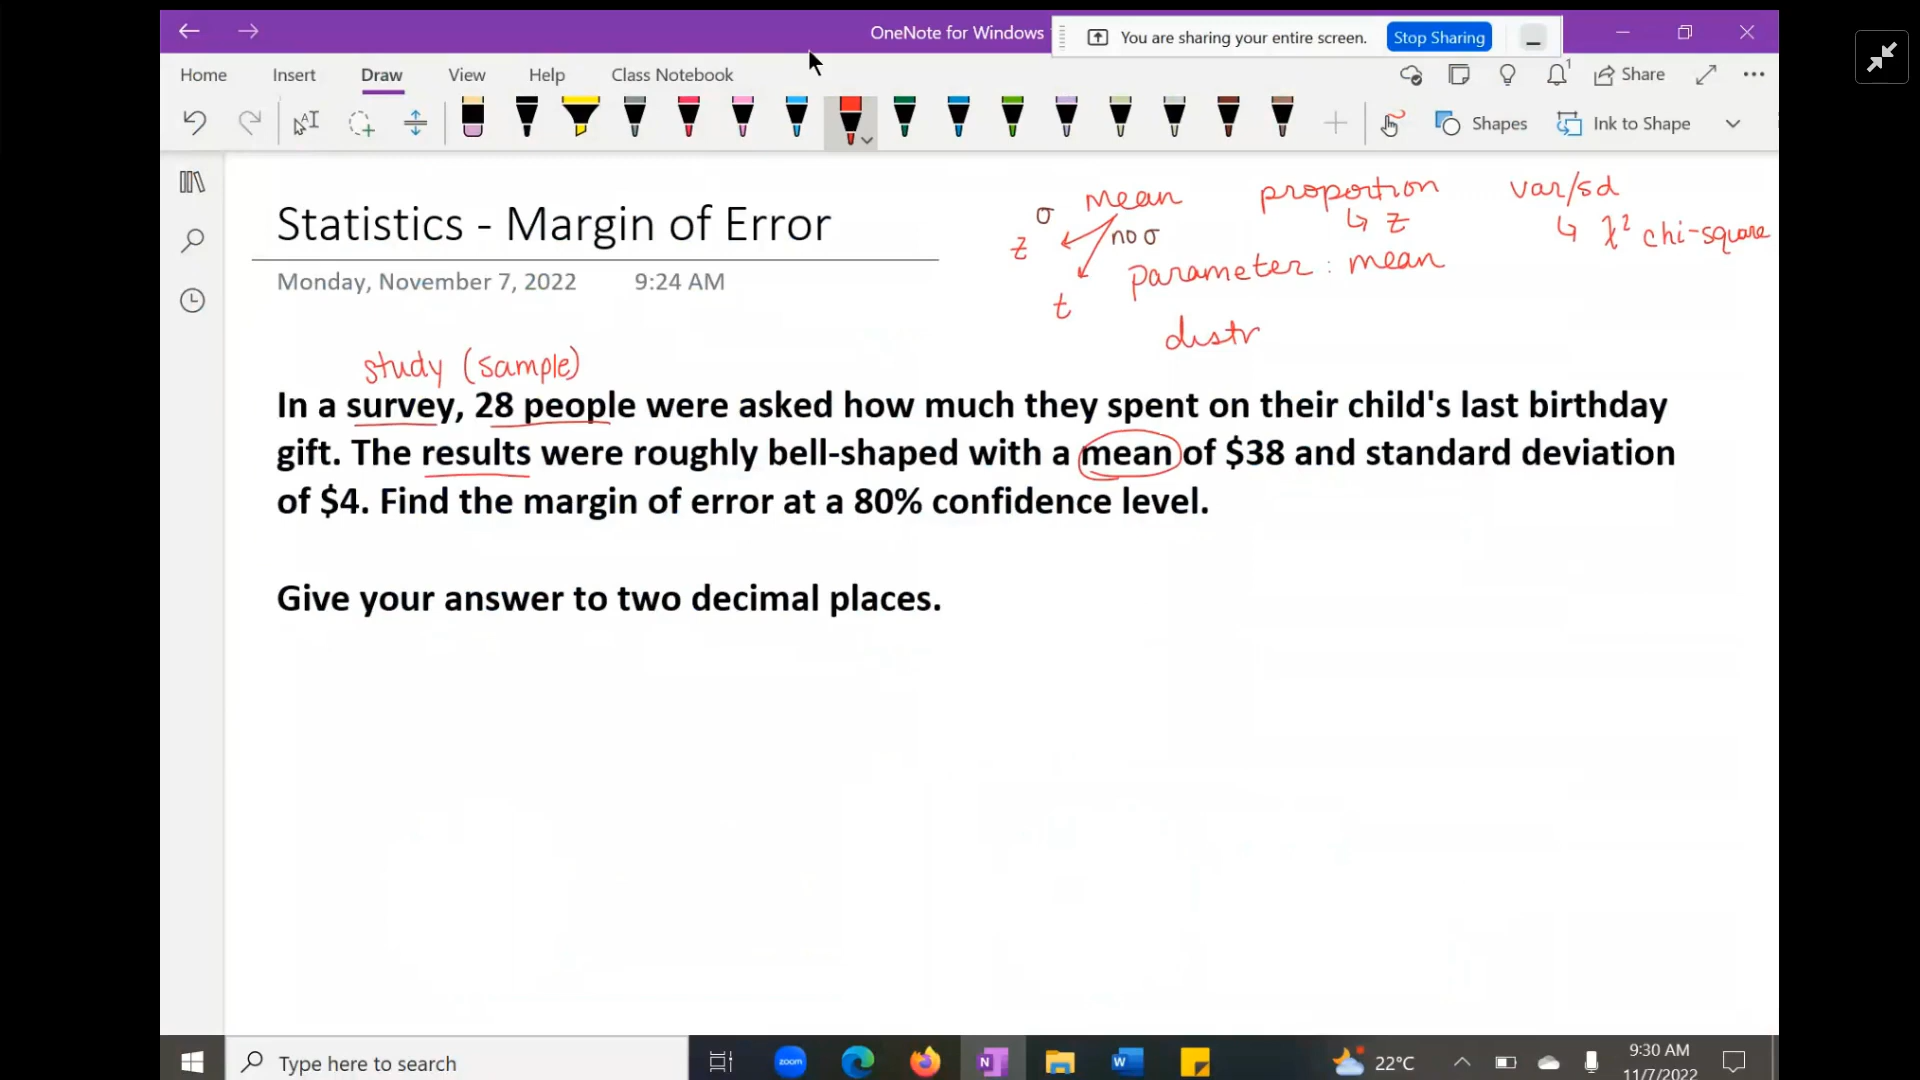 OneNote for Windows
You are sharing your entire screen. Stop Sharing
Home Insert Draw View Help Class Notebook
1
Share
Shapes Ink to Shape
Statistics - Margin of Error
Monday, November 7, 2022 9:24 AM
mean proportion var/sd
σ ↳ z ↳ χ² chi-square
z no σ
parameter : mean
t
distr
study (sample)
In a survey, 28 people were asked how much they spent on their child's last birthday
gift. The results were roughly bell-shaped with a mean of $38 and standard deviation
of $4. Find the margin of error at a 80% confidence level.
Give your answer to two decimal places.
Type here to search
zoom
N
W
22°C
9:30 AM
11/7/2022